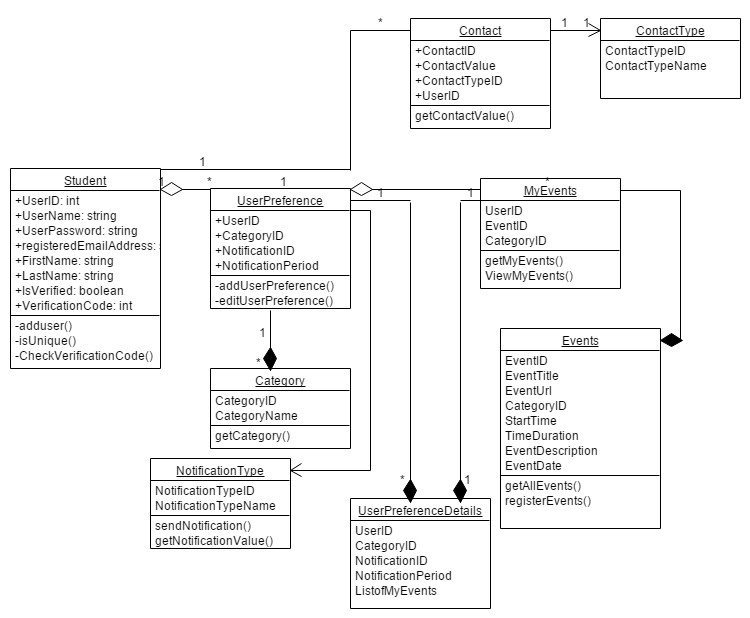 Contact
+ContactID
+ContactValue
+ContactTypeID
+UserID
getContactValue()
*
1
1
ContactType
ContactTypeID
ContactTypeName
1
Student
+UserID: int
+UserName: string
+UserPassword: string
+registeredEmailAddress:
+FirstName: string
+LastName: string
+IsVerified: boolean
+VerificationCode: int
-adduser()
-isUnique()
-CheckVerificationCode()
1
*
1
UserPreference
+UserID
+CategoryID
+NotificationID
+NotificationPeriod
-addUserPreference()
-editUserPreference()
1
1
*
MyEvents
UserID
EventID
CategoryID
getMyEvents()
ViewMyEvents()
1
*
Category
CategoryID
CategoryName
getCategory()
Events
EventID
EventTitle
EventUrl
CategoryID
StartTime
TimeDuration
EventDescription
EventDate
getAllEvents()
registerEvents()
NotificationType
NotificationTypeID
NotificationTypeName
sendNotification()
getNotificationValue()
*
1
UserPreferenceDetails
UserID
CategoryID
NotificationID
NotificationPeriod
ListofMyEvents